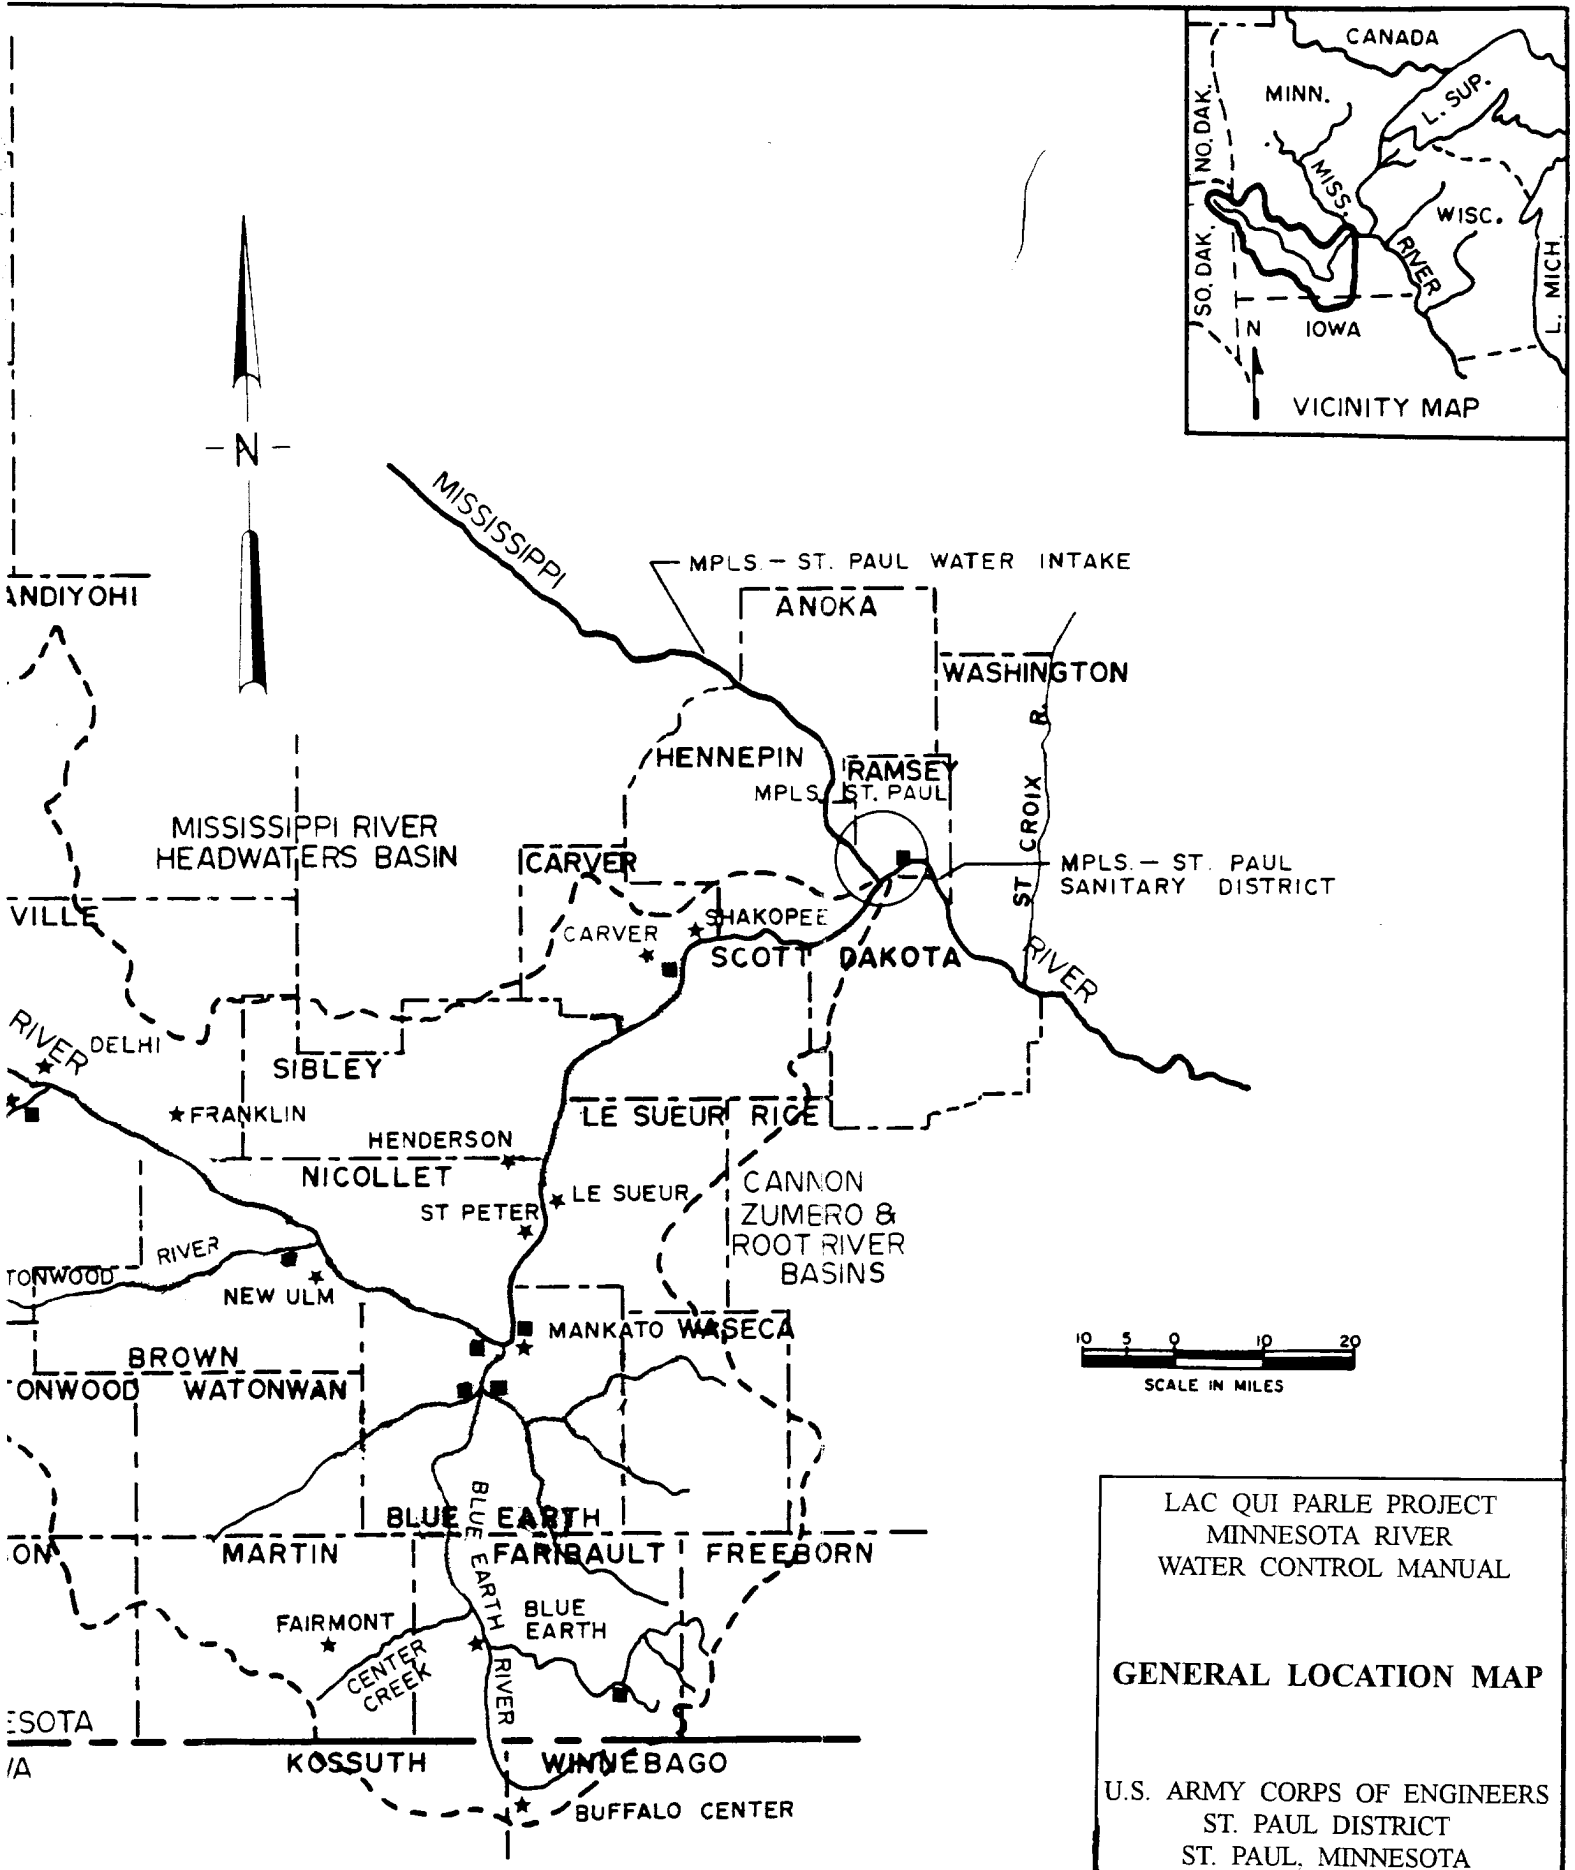 CANADA
MINN.
L. SUP.
NO. DAK.
MISS.
WISC.
SO. DAK.
RIVER
L. MICH.
N
IOWA
VICINITY MAP
N
MISSISSIPPI
MPLS. – ST. PAUL WATER INTAKE
ANDIYOHI
ANOKA
WASHINGTON
ST CROIX R.
HENNEPIN
RAMSEY
MPLS. ST. PAUL
MISSISSIPPI RIVER
HEADWATERS BASIN
CARVER
MPLS. – ST. PAUL
SANITARY DISTRICT
VILLE
SHAKOPEE
CARVER
SCOTT
DAKOTA
RIVER
RIVER
DELHI
SIBLEY
FRANKLIN
LE SUEUR
RICE
HENDERSON
NICOLLET
LE SUEUR
ST PETER
CANNON
ZUMERO &
ROOT RIVER
BASINS
RIVER
TONWOOD
NEW ULM
MANKATO
WASECA
10 5 0 10 20
SCALE IN MILES
BROWN
ONWOOD
WATONWAN
BLUE EARTH
BLUE EARTH RIVER
ON
MARTIN
FARIBAULT
FREEBORN
FAIRMONT
BLUE
EARTH
CENTER
CREEK
ESOTA
/A
KOSSUTH
WINNEBAGO
BUFFALO CENTER
LAC QUI PARLE PROJECT
MINNESOTA RIVER
WATER CONTROL MANUAL
GENERAL LOCATION MAP
U.S. ARMY CORPS OF ENGINEERS
ST. PAUL DISTRICT
ST. PAUL, MINNESOTA